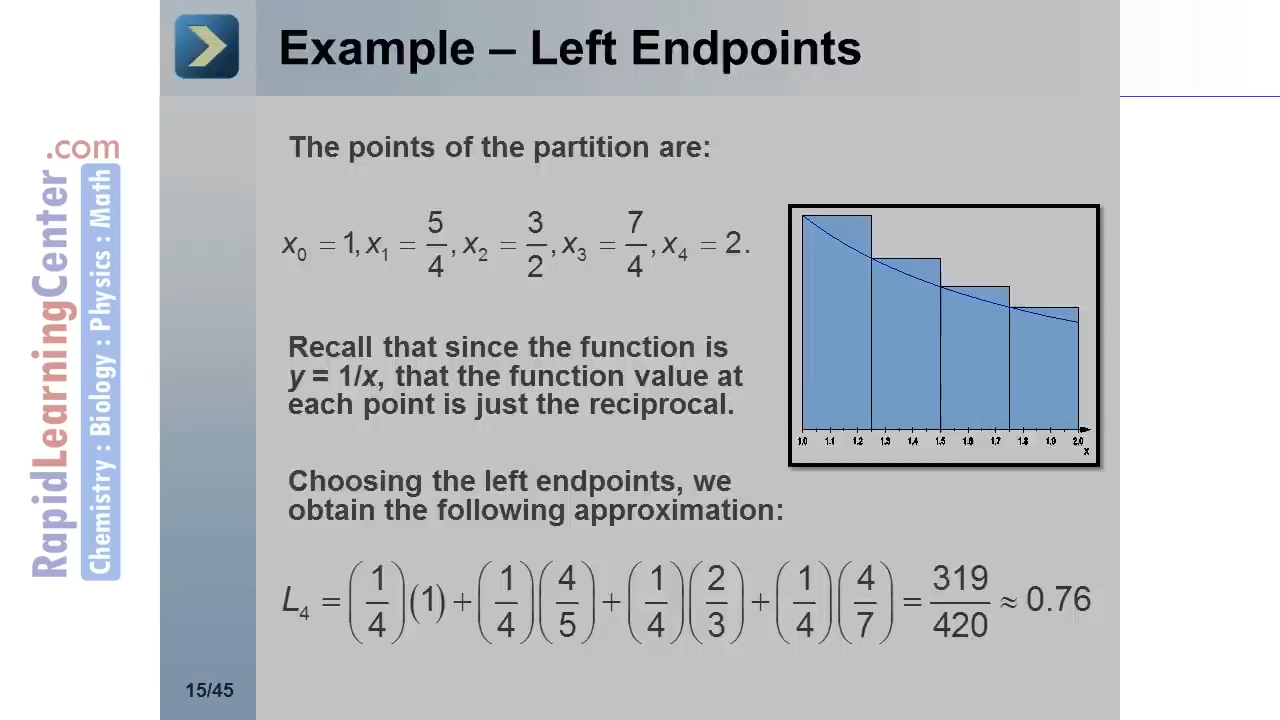 Example – Left Endpoints
The points of the partition are:
x₀ = 1, x₁ = 5/4, x₂ = 3/2, x₃ = 7/4, x₄ = 2.
Recall that since the function is
y = 1/x, that the function value at
each point is just the reciprocal.
1.0 1.1 1.2 1.3 1.4 1.5 1.6 1.7 1.8 1.9 2.0
x
Choosing the left endpoints, we
obtain the following approximation:
L₄ = (1/4)(1) + (1/4)(4/5) + (1/4)(2/3) + (1/4)(4/7) = 319/420 ≈ 0.76
15/45
RapidLearningCenter.com
Chemistry : Biology : Physics : Math